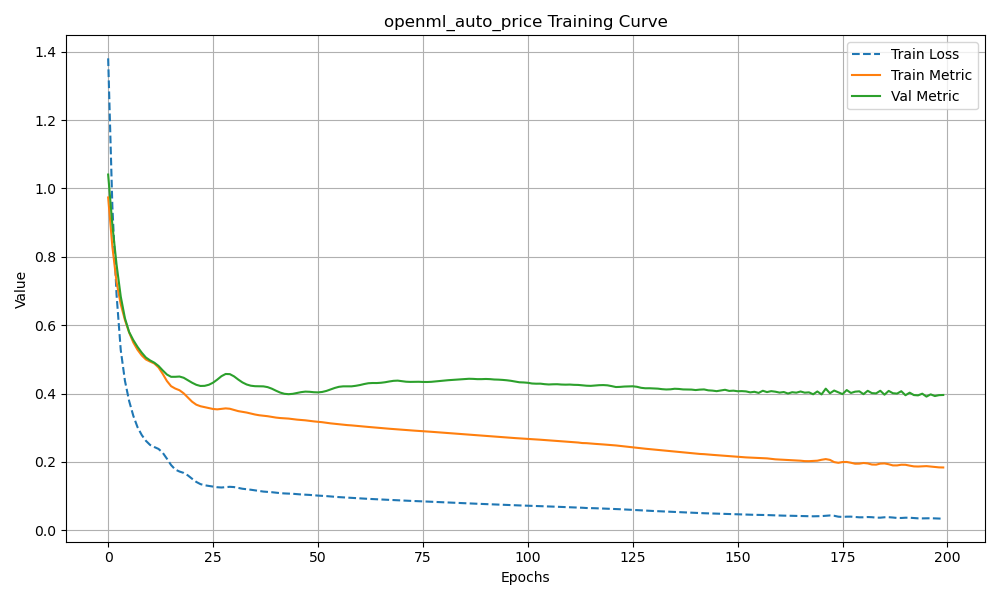 openml_auto_price Training Curve
1.4
1.2
1.0
0.8
0.6
0.4
0.2
0.0
Value
0 25 50 75 100 125 150 175 200
Epochs
Train Loss
Train Metric
Val Metric